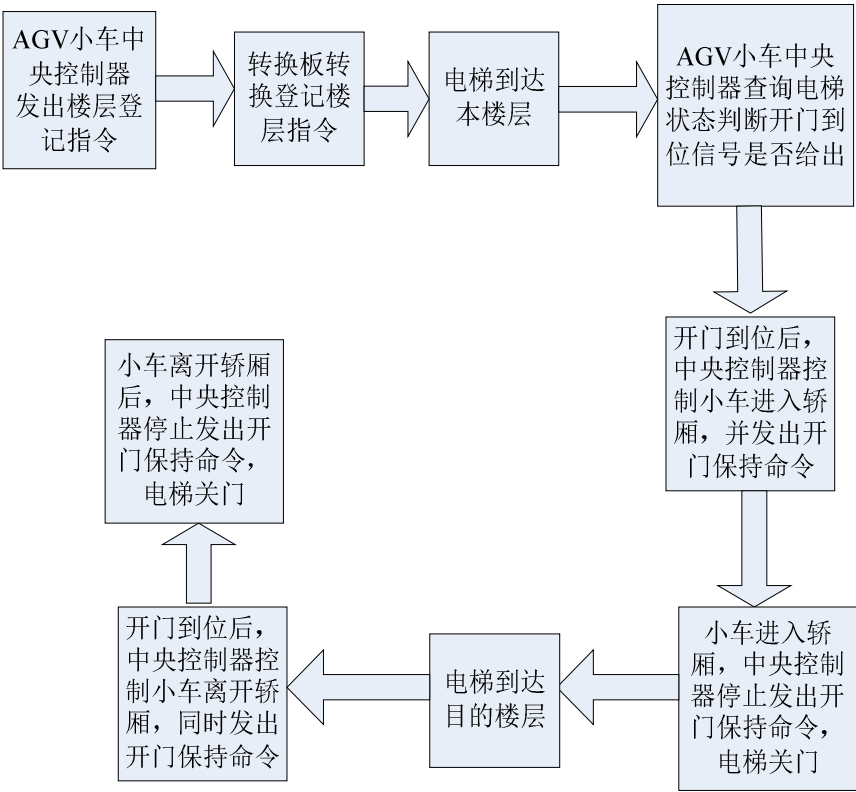 AGV小车中
央控制器
发出楼层登
记指令
转换板转
换登记楼
层指令
电梯到达
本楼层
AGV小车中央
控制器查询电梯
状态判断开门到
位信号是否给出
开门到位后，
中央控制器控
制小车进入轿
厢，并发出开
门保持命令
小车进入轿
厢，中央控制
器停止发出开
门保持命令，
电梯关门
电梯到达
目的楼层
开门到位后，
中央控制器控
制小车离开轿
厢，同时发出
开门保持命令
小车离开轿厢
后，中央控制
器停止发出开
门保持命令，
电梯关门